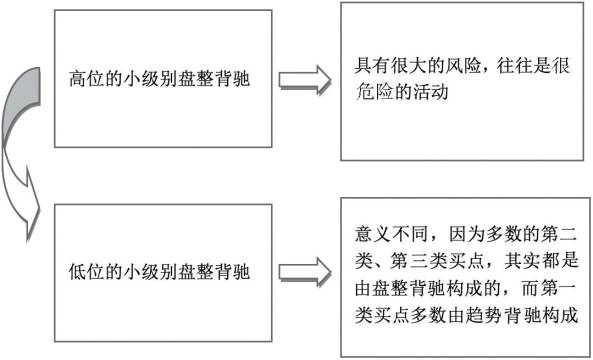 高位的小级别盘整背驰
具有很大的风险，往往是很
危险的活动
低位的小级别盘整背驰
意义不同，因为多数的第二
类、第三类买点，其实都是
由盘整背驰构成的，而第一
类买点多数由趋势背驰构成